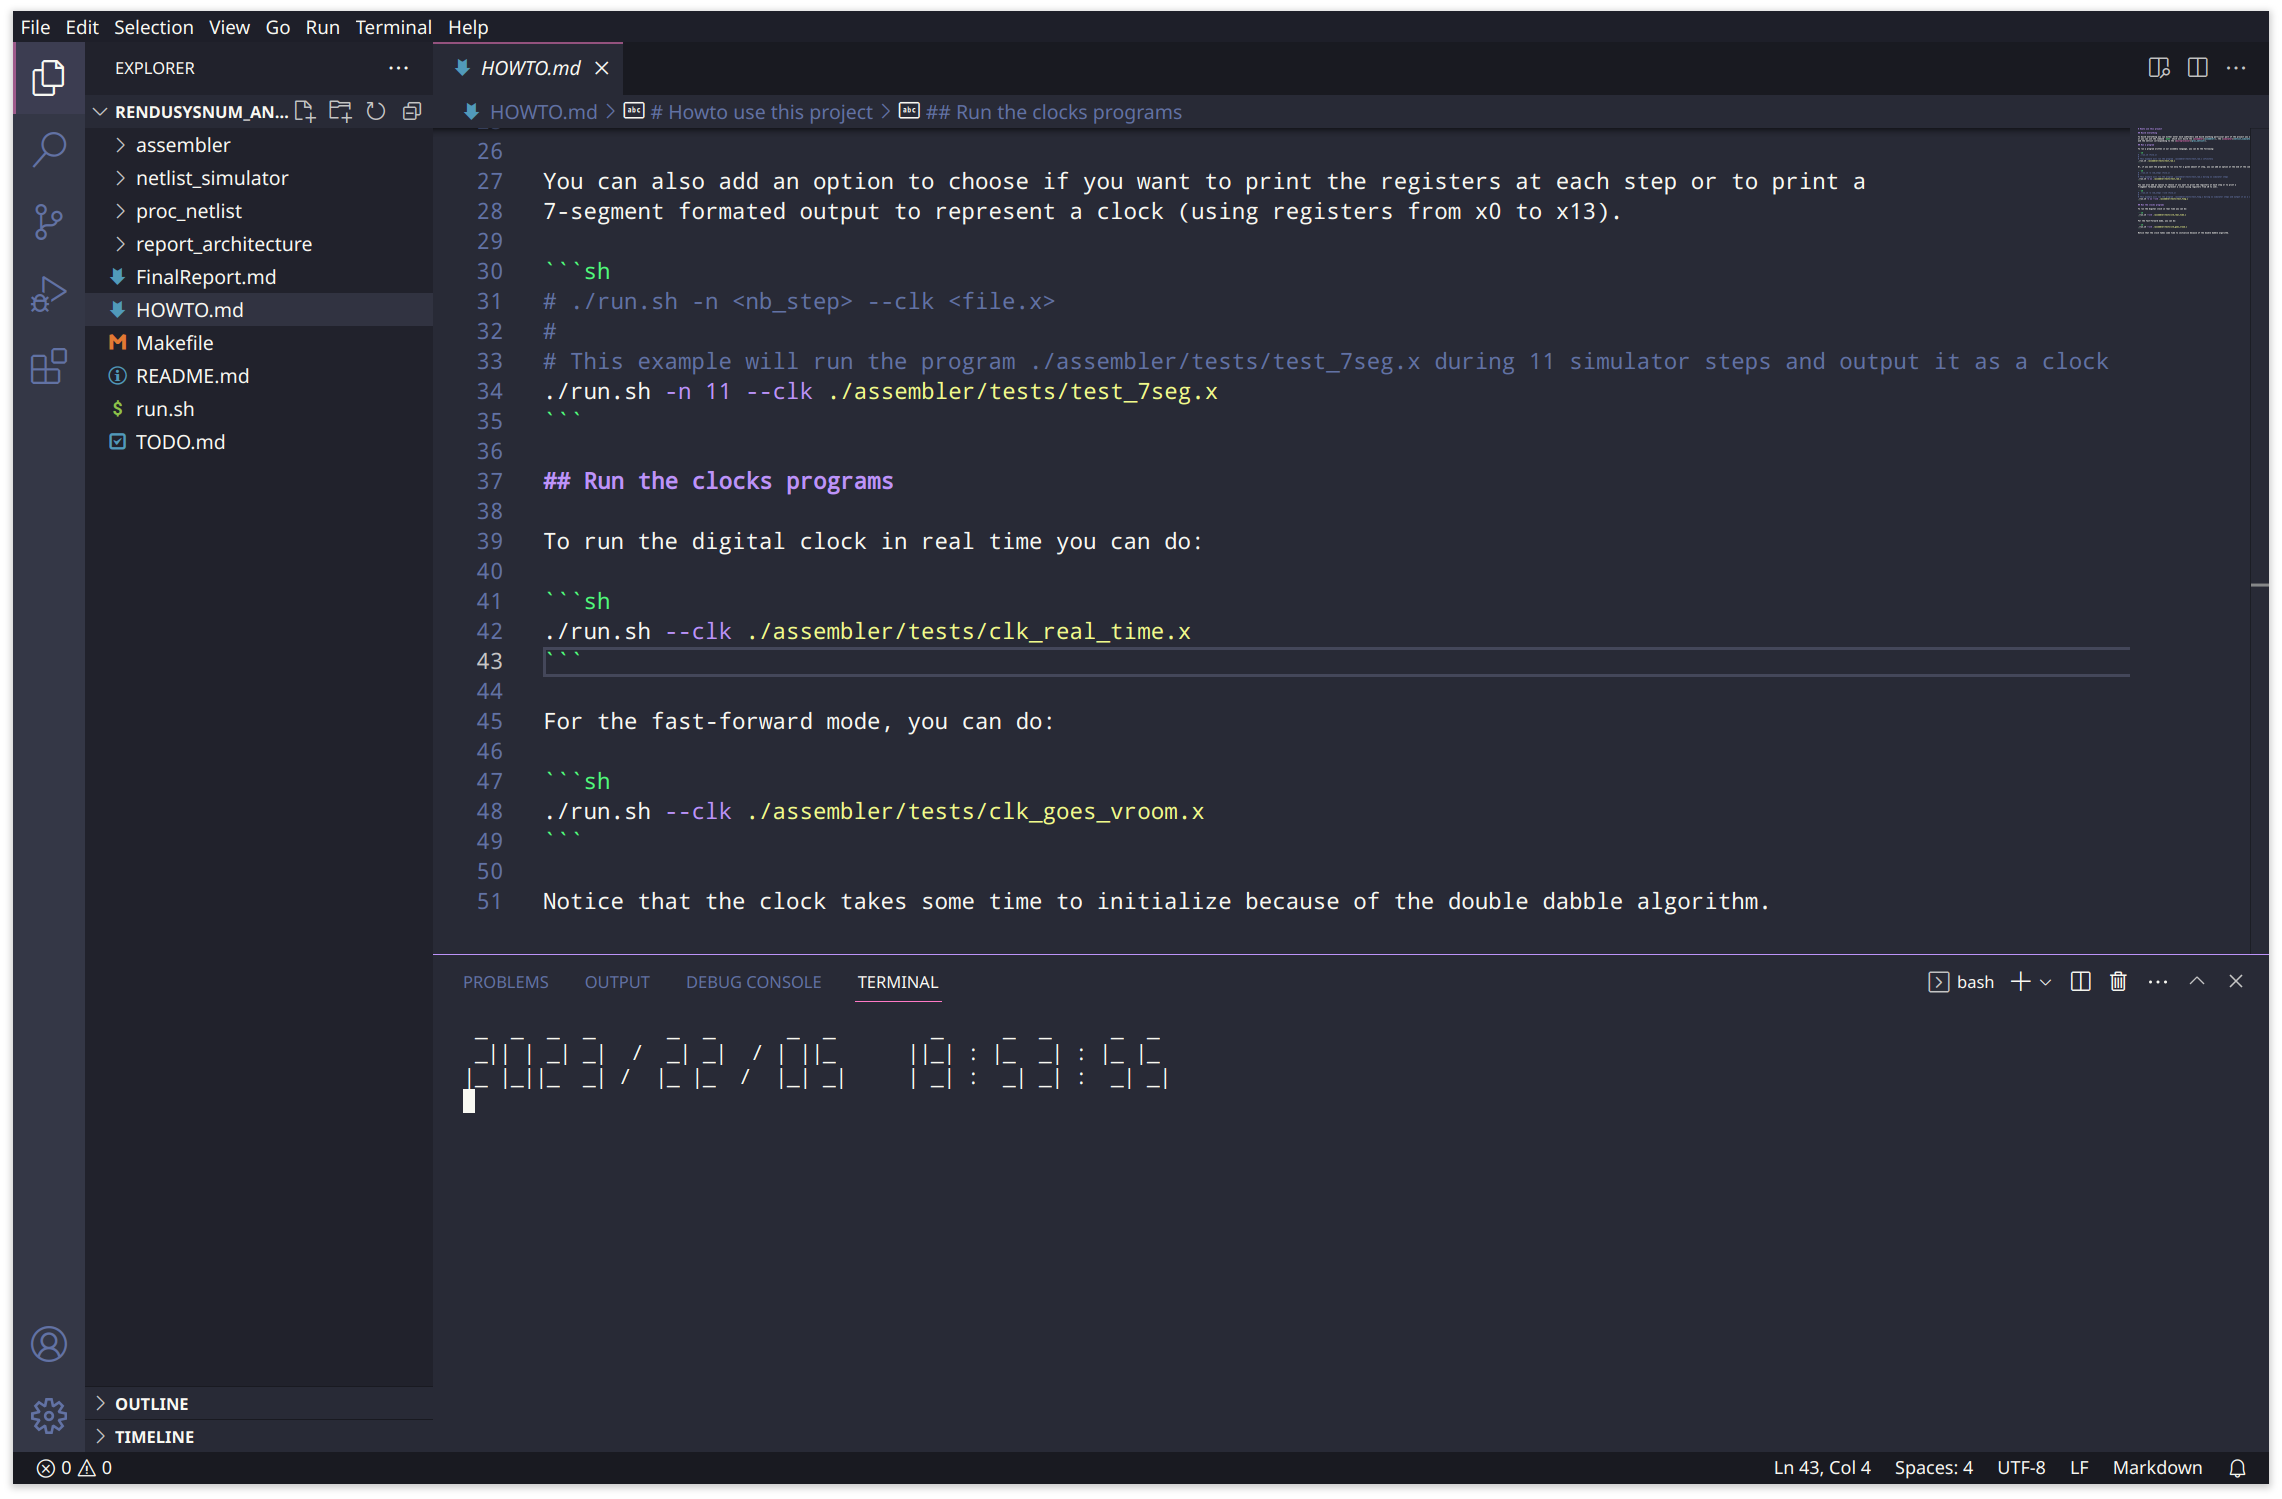 File Edit Selection View Go Run Terminal Help
EXPLORER
HOWTO.md
RENDUSYSNUM_AN...
HOWTO.md > # Howto use this project > ## Run the clocks programs
assembler
netlist_simulator
proc_netlist
report_architecture
FinalReport.md
HOWTO.md
Makefile
README.md
run.sh
TODO.md
26
27 You can also add an option to choose if you want to print the registers at each step or to print a
28 7-segment formated output to represent a clock (using registers from x0 to x13).
29
30 ```sh
31 # ./run.sh -n <nb_step> --clk <file.x>
32 #
33 # This example will run the program ./assembler/tests/test_7seg.x during 11 simulator steps and output it as a clock
34 ./run.sh -n 11 --clk ./assembler/tests/test_7seg.x
35 ```
36
37 ## Run the clocks programs
38
39 To run the digital clock in real time you can do:
40
41 ```sh
42 ./run.sh --clk ./assembler/tests/clk_real_time.x
43 ```
44
45 For the fast-forward mode, you can do:
46
47 ```sh
48 ./run.sh --clk ./assembler/tests/clk_goes_vroom.x
49 ```
50
51 Notice that the clock takes some time to initialize because of the double dabble algorithm.
PROBLEMS OUTPUT DEBUG CONSOLE TERMINAL
bash
2023/22/05 19:53:55
OUTLINE
TIMELINE
0 0
Ln 43, Col 4 Spaces: 4 UTF-8 LF Markdown